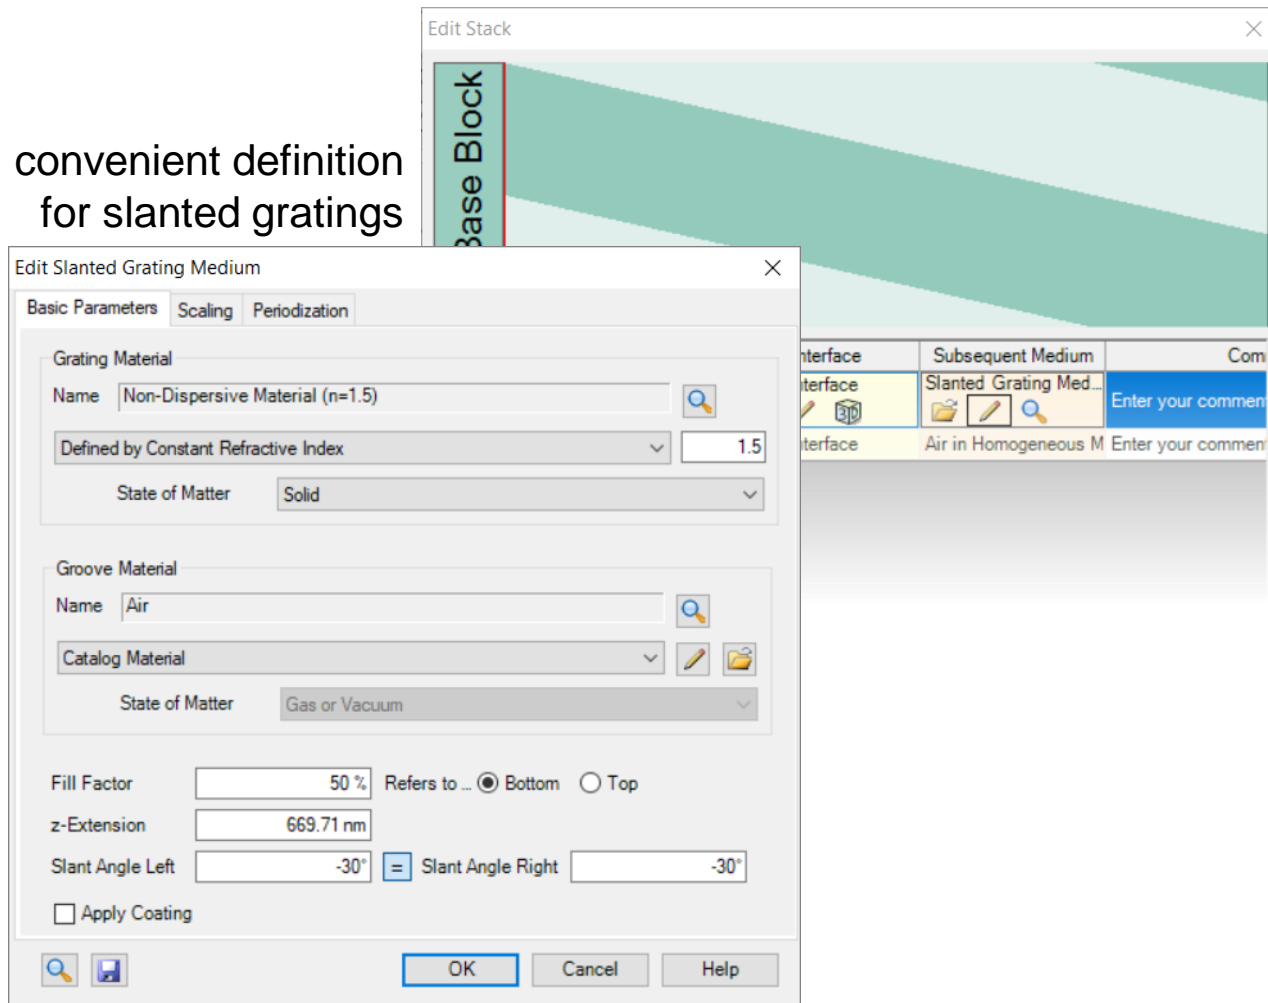 Edit Stack
Base Block
convenient definition
for slanted gratings
Edit Slanted Grating Medium
Basic Parameters Scaling Periodization
Grating Material
Name Non-Dispersive Material (n=1.5)
Defined by Constant Refractive Index 1.5
State of Matter Solid
Groove Material
Name Air
Catalog Material
State of Matter Gas or Vacuum
Fill Factor 50 % Refers to ... Bottom Top
z-Extension 669.71 nm
Slant Angle Left -30° = Slant Angle Right -30°
Apply Coating
OK Cancel Help
nterface Subsequent Medium Com
terface Slanted Grating Med...
Enter your commen
3D
nterface Air in Homogeneous M Enter your commen